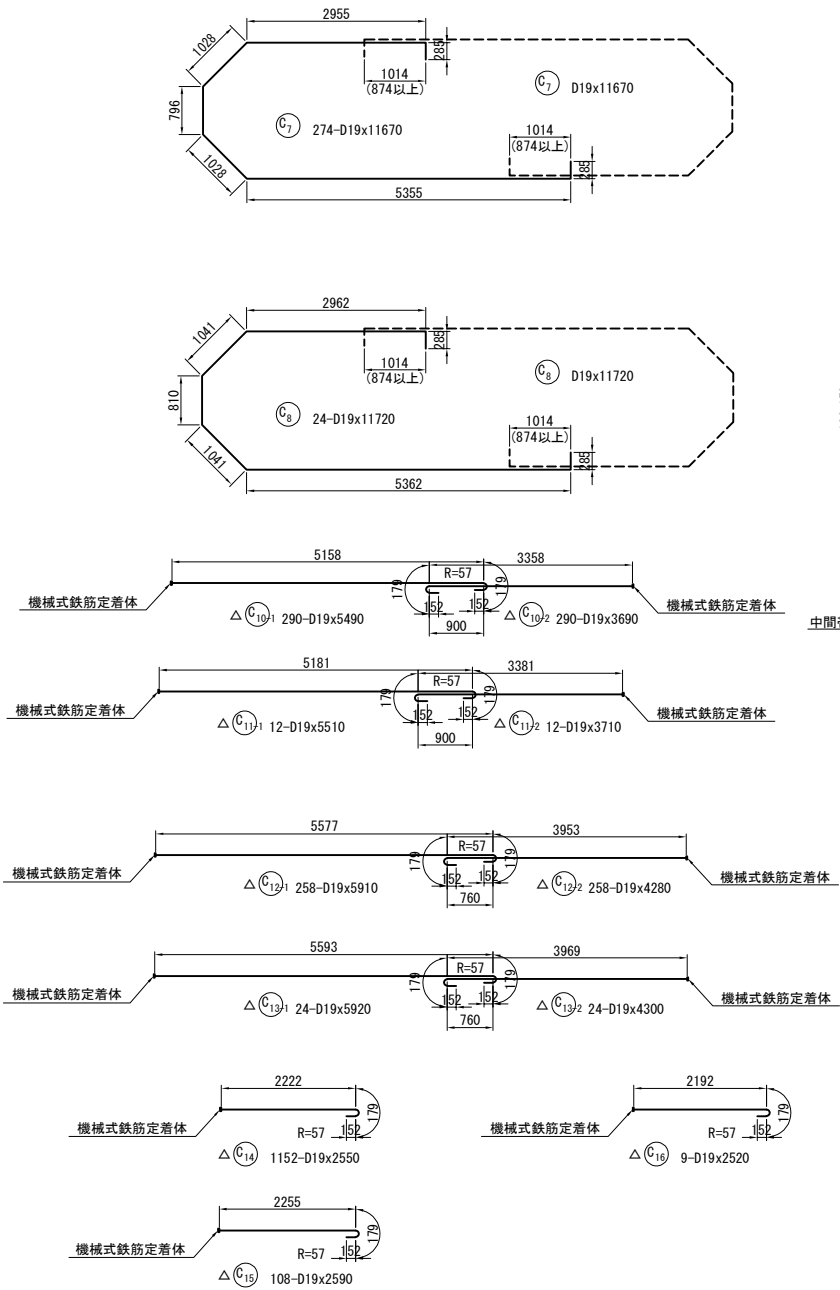 2955
1028
285
1014
(874以上)
C7 D19x11670
796
C7 274-D19x11670
1014
(874以上)
285
1028
5355
2962
1041
285
1014
(874以上)
C8 D19x11720
810
C8 24-D19x11720
1014
(874以上)
285
1041
5362
5158
3358
R=57
179
179
機械式鉄筋定着体
152
152
機械式鉄筋定着体
△ C10-1 290-D19x5490
△ C10-2 290-D19x3690
900
中間
5181
3381
R=57
179
179
機械式鉄筋定着体
152
152
機械式鉄筋定着体
△ C11-1 12-D19x5510
△ C11-2 12-D19x3710
900
5577
3953
R=57
179
179
機械式鉄筋定着体
152
152
機械式鉄筋定着体
△ C12-1 258-D19x5910
△ C12-2 258-D19x4280
760
5593
3969
R=57
179
179
機械式鉄筋定着体
152
152
機械式鉄筋定着体
△ C13-1 24-D19x5920
△ C13-2 24-D19x4300
760
2222
179
機械式鉄筋定着体
R=57
152
△ C14 1152-D19x2550
2192
179
機械式鉄筋定着体
R=57
152
△ C16 9-D19x2520
2255
179
機械式鉄筋定着体
R=57
152
△ C15 108-D19x2590